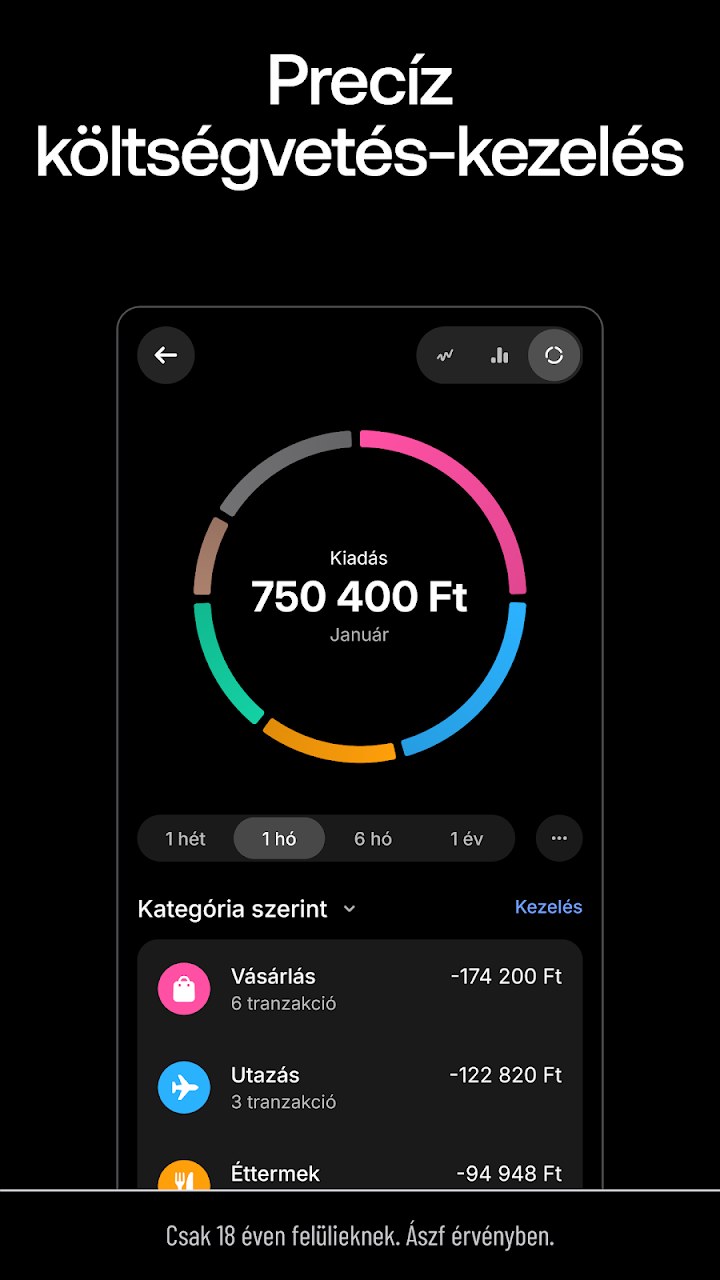 Precíz
költségvetés-kezelés
Kiadás
750 400 Ft
Január
1 hét
1 hó
6 hó
1 év
Kategória szerint
Kezelés
Vásárlás
-174 200 Ft
6 tranzakció
Utazás
-122 820 Ft
3 tranzakció
Éttermek
-94 948 Ft
Csak 18 éven felülieknek. Ászf érvényben.